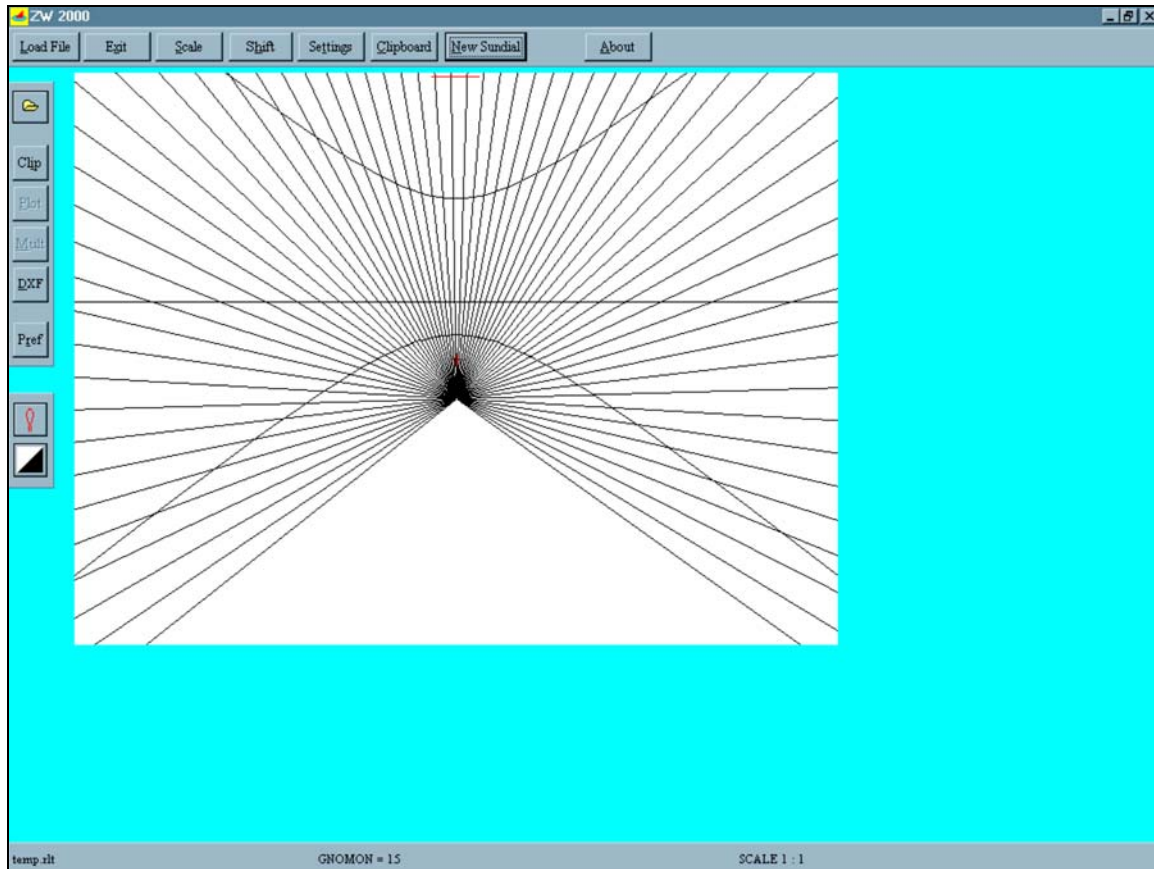 ZW 2000
Load File Exit Scale Shift Settings Clipboard New Sundial About
Clip
Plot
Mult
DXF
Pref
temp.rlt GNOMON = 15 SCALE 1 : 1